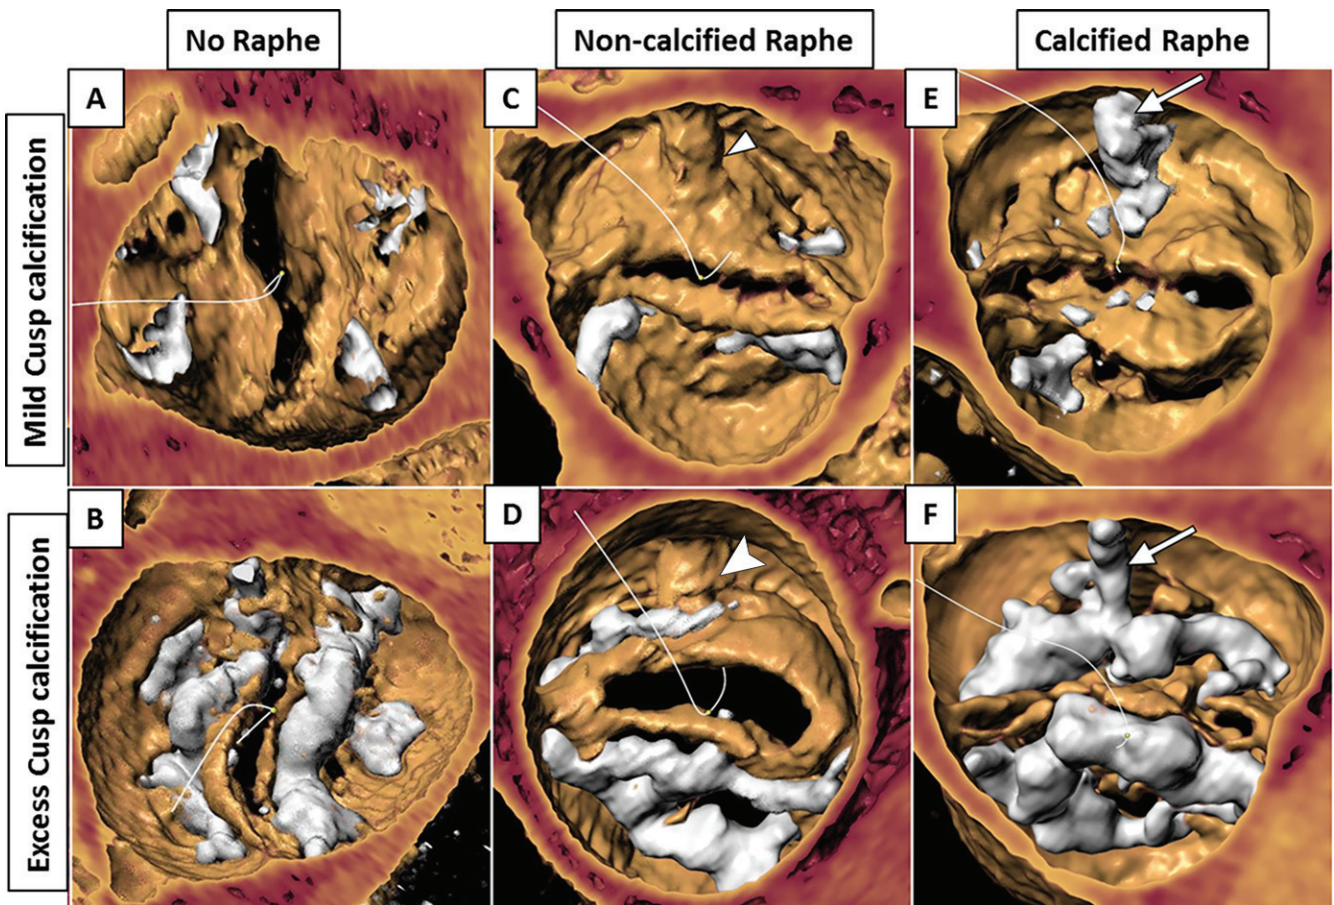 No Raphe
Non-calcified Raphe
Calcified Raphe
Mild Cusp calcification
A
C
E
Excess Cusp calcification
B
D
F